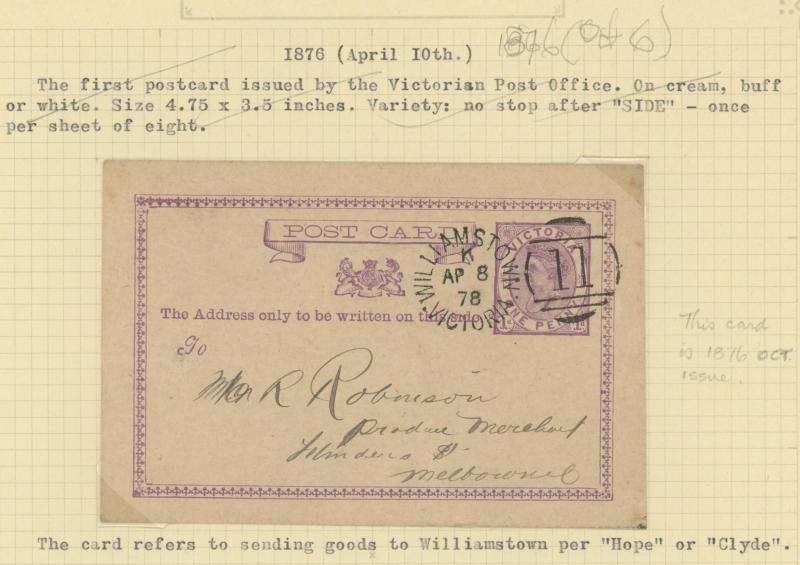 1876 (Oct 6)
1876 (April 10th.)
The first postcard issued by the Victorian Post Office. On cream, buff
or white. Size 4.75 x 3.5 inches. Variety: no stop after "SIDE" - once
per sheet of eight.
POST CARD
VICTORIA
ONE PENNY
1d 1d
WILLIAMSTOWN
K
AP 8
78
VICTORIA
11
The Address only to be written on this side
To
R Robinson
Produce Merchant
Flinders St
Melbourne
This card
is 1876 OCT.
issue.
The card refers to sending goods to Williamstown per "Hope" or "Clyde".